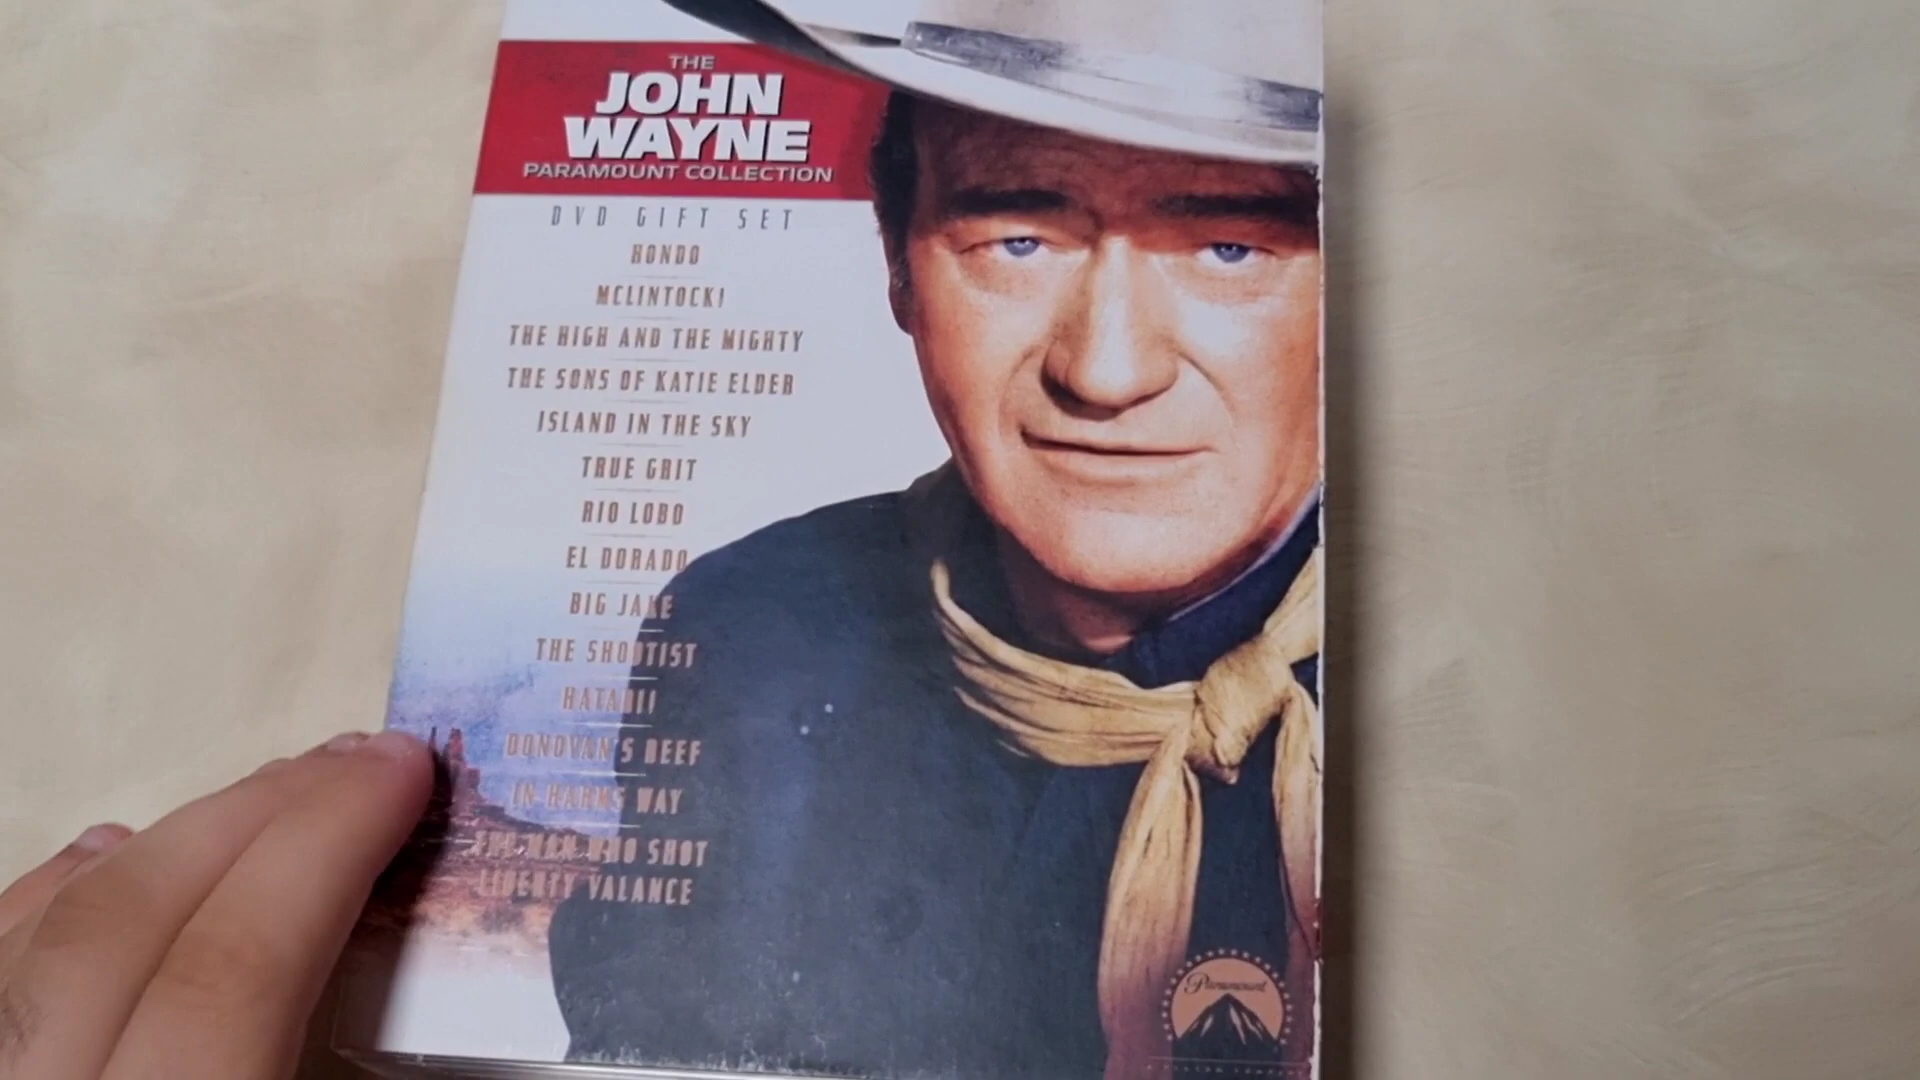 THE
JOHN
WAYNE
PARAMOUNT COLLECTION
DVD GIFT SET
HONDO
MCLINTOCK!
THE HIGH AND THE MIGHTY
THE SONS OF KATIE ELDER
ISLAND IN THE SKY
TRUE GRIT
RIO LOBO
EL DORADO
BIG JAKE
THE SHOOTIST
HATARI!
DONOVAN'S REEF
IN HARMS WAY
THE MAN WHO SHOT
LIBERTY VALANCE
Paramount